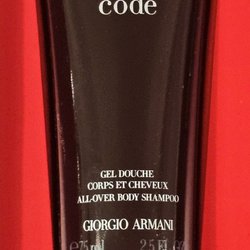 code
GEL DOUCHE
CORPS ET CHEVEUX
ALL-OVER BODY SHAMPOO
GIORGIO ARMANI
℮75 ml 2.5 Fl. oz